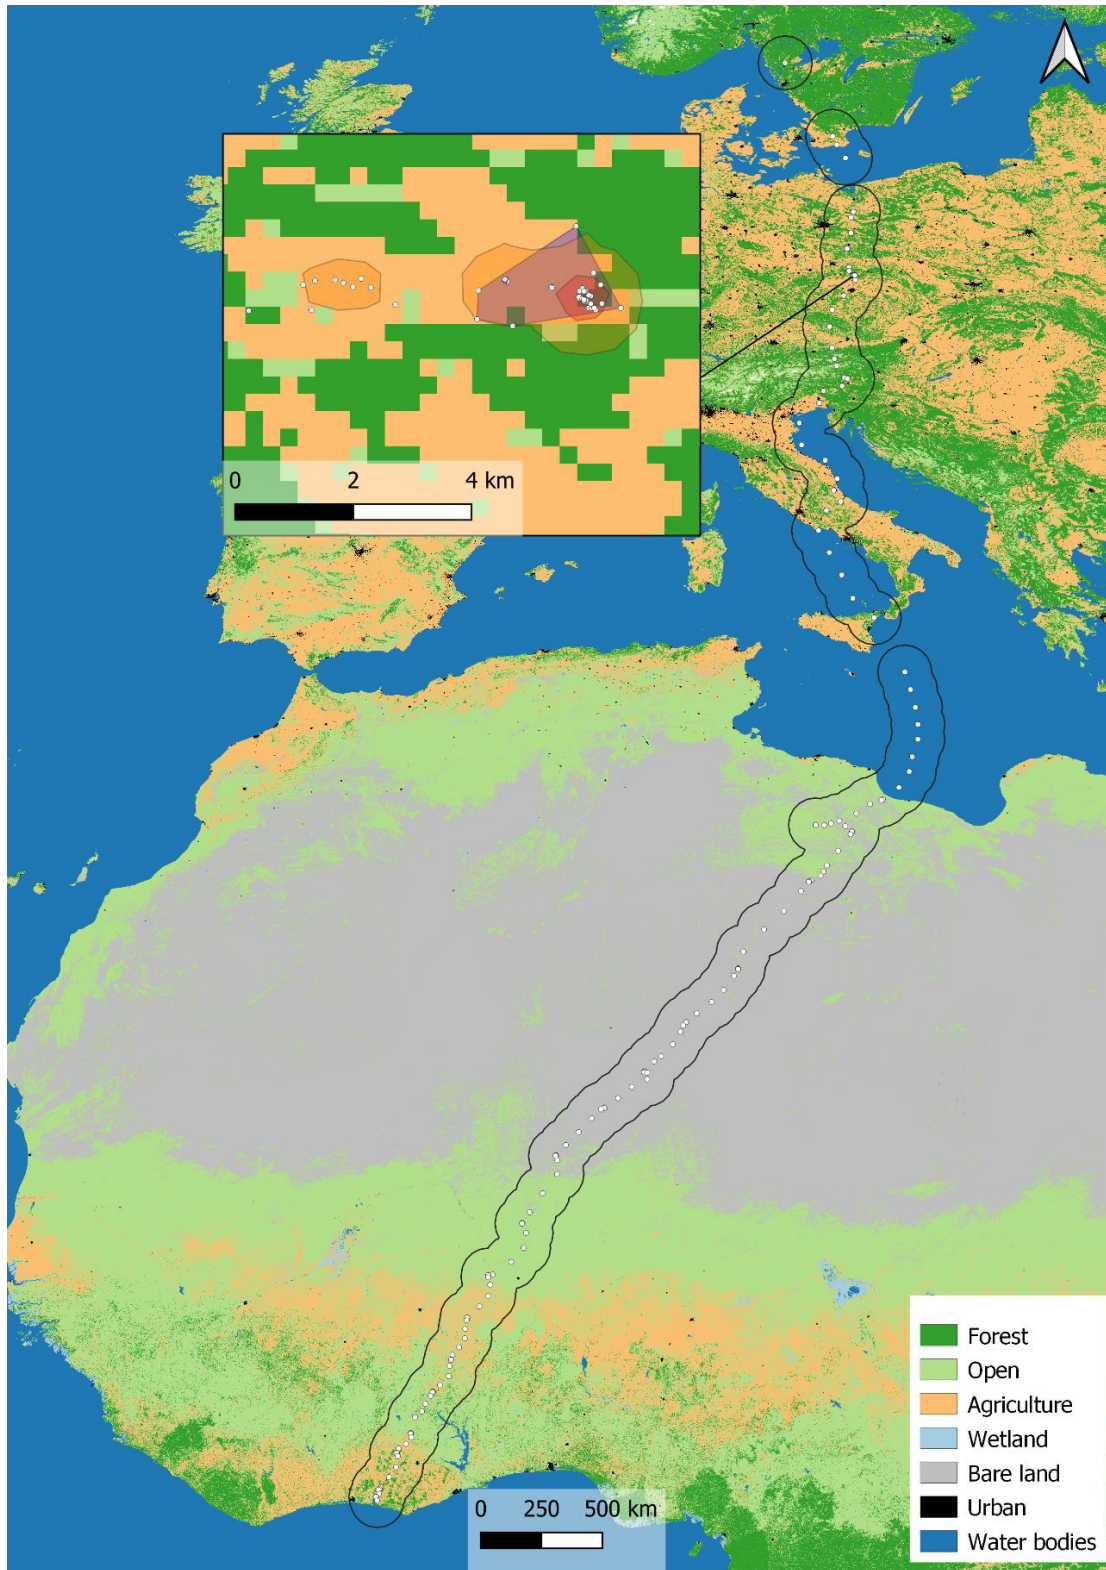 0 2 4 km
Forest
Open
Agriculture
Wetland
Bare land
Urban
Water bodies
0 250 500 km